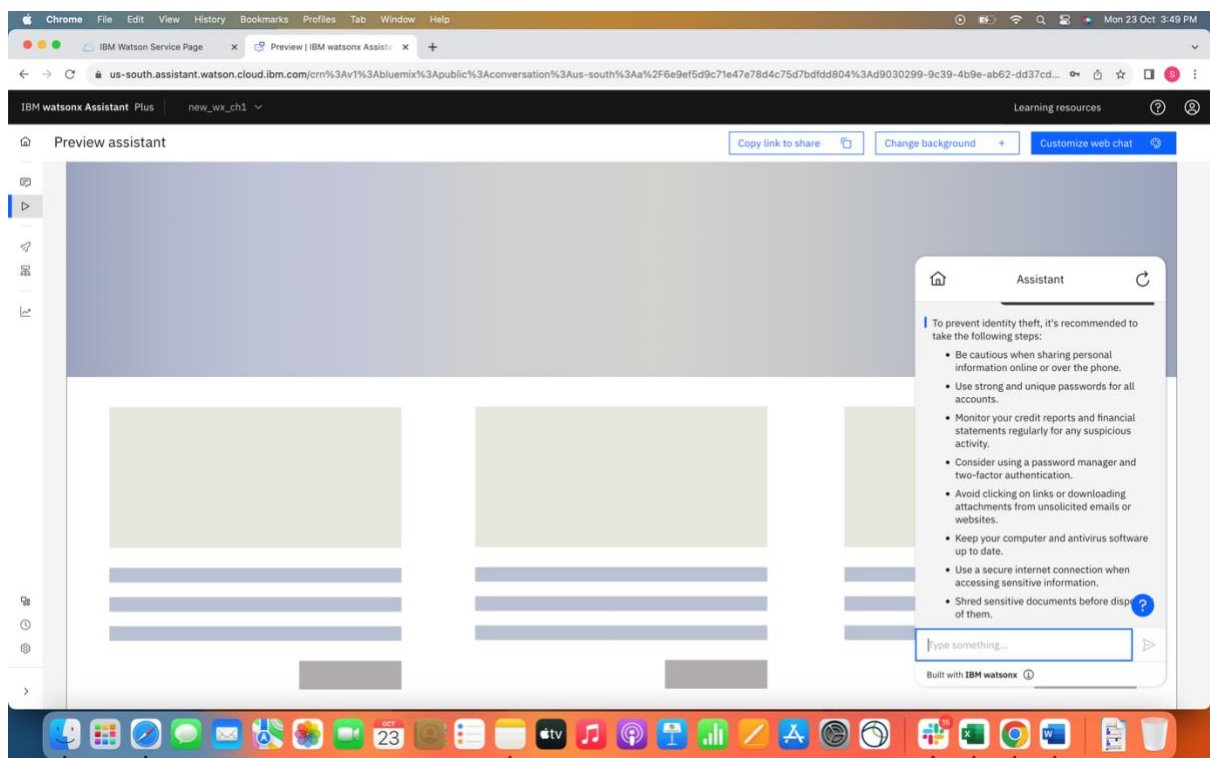 Chrome File Edit View History Bookmarks Profiles Tab Window Help
Mon 23 Oct 3:49 PM
IBM Watson Service Page
Preview | IBM watsonx Assista
us-south.assistant.watson.cloud.ibm.com/crn%3Av1%3Abluemix%3Apublic%3Aconversation%3Aus-south%3Aa%2F6e9ef5d9c71e47e78d4c75d7bdfdd804%3Ad9030299-9c39-4b9e-ab62-dd37cd...
S
IBM watsonx Assistant Plus new_wx_ch1
Learning resources
Preview assistant
Copy link to share
Change background +
Customize web chat
Assistant
To prevent identity theft, it's recommended to
take the following steps:
• Be cautious when sharing personal
information online or over the phone.
• Use strong and unique passwords for all
accounts.
• Monitor your credit reports and financial
statements regularly for any suspicious
activity.
• Consider using a password manager and
two-factor authentication.
• Avoid clicking on links or downloading
attachments from unsolicited emails or
websites.
• Keep your computer and antivirus software
up to date.
• Use a secure internet connection when
accessing sensitive information.
• Shred sensitive documents before disp
of them.
?
Type something...
Built with IBM watsonx
OCT
23
tv
15
X
W